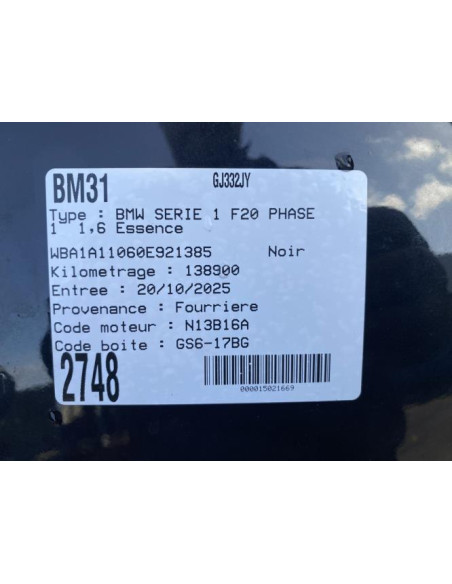 BM31 GJ332JY
Type : BMW SERIE 1 F20 PHASE
1 1,6 Essence
WBA1A11060E921385 Noir
Kilometrage : 138900
Entree : 20/10/2025
Provenance : Fourriere
Code moteur : N13B16A
Code boite : GS6-17BG
2748
000015021669